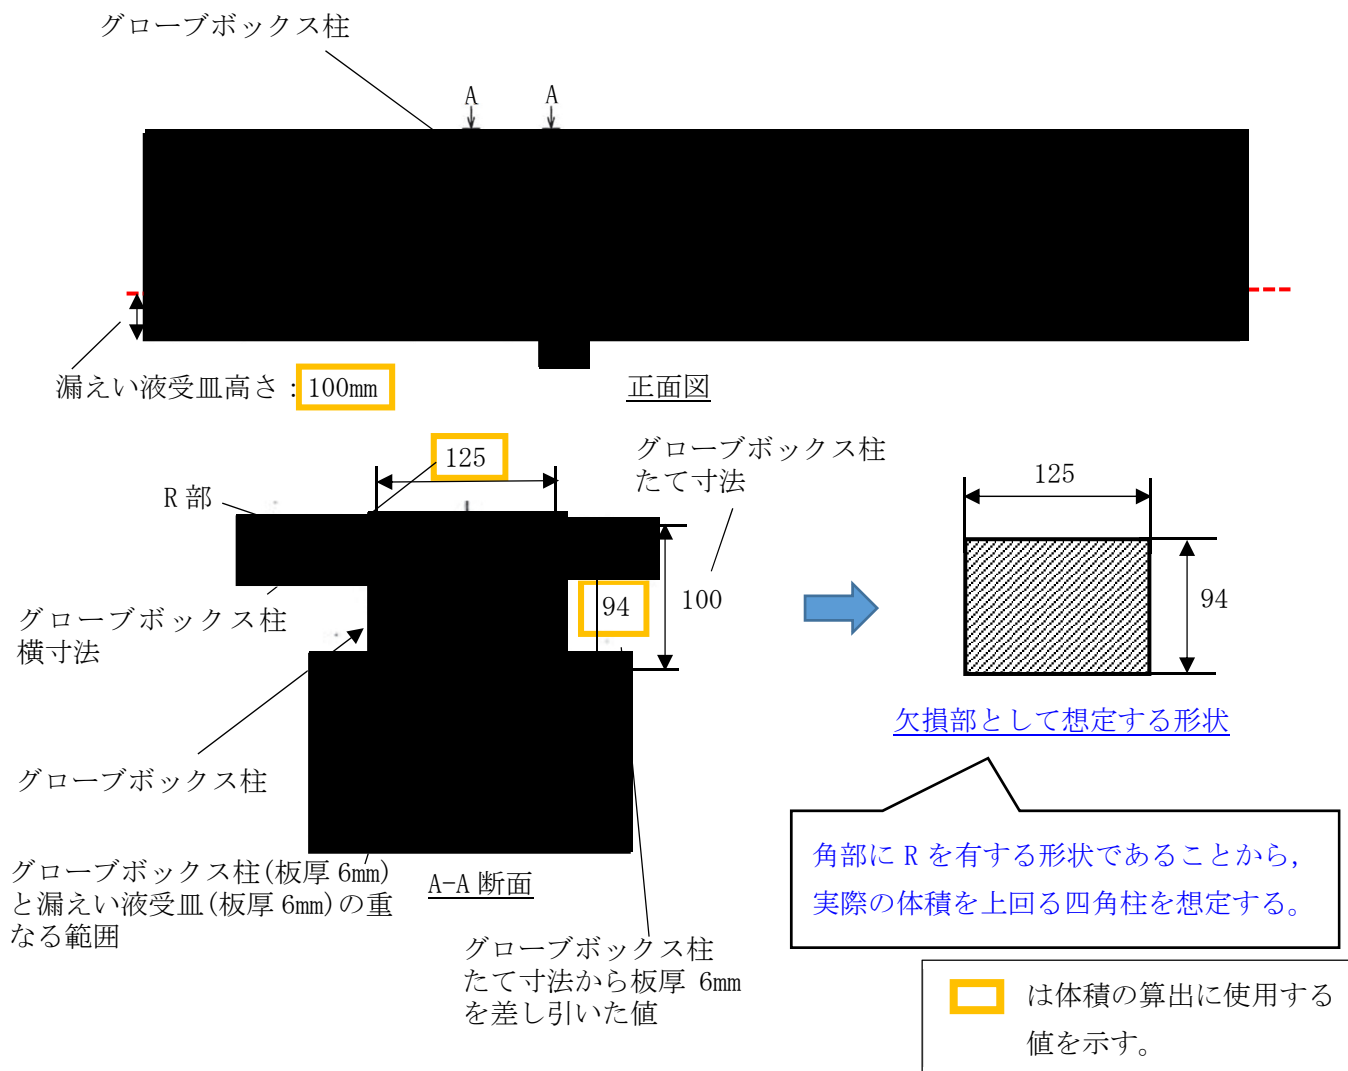 グローブボックス柱
A
A
漏えい液受皿高さ：100mm
正面図
125
グローブボックス柱
たて寸法
R 部
94
100
グローブボックス柱
横寸法
グローブボックス柱
グローブボックス柱(板厚 6mm)
と漏えい液受皿(板厚 6mm)の重
なる範囲
A-A 断面
グローブボックス柱
たて寸法から板厚 6mm
を差し引いた値
125
94
欠損部として想定する形状
角部に R を有する形状であることから，
実際の体積を上回る四角柱を想定する。
は体積の算出に使用する
値を示す。